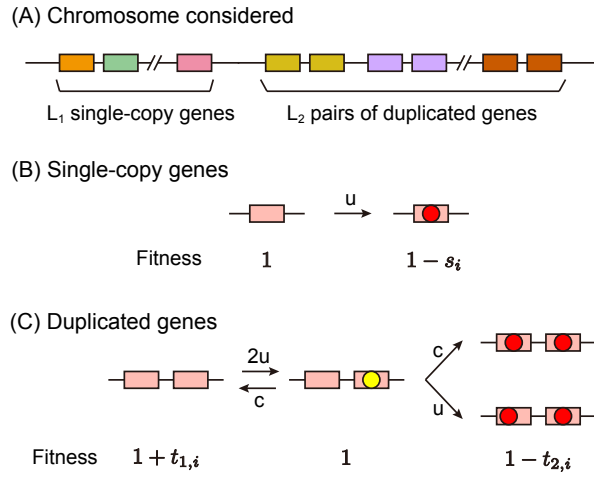 (A) Chromosome considered
L₁ single-copy genes
L₂ pairs of duplicated genes
(B) Single-copy genes
u
Fitness 1 1 − sᵢ
(C) Duplicated genes
2u
c
c
u
Fitness 1 + t₁,ᵢ 1 1 − t₂,ᵢ